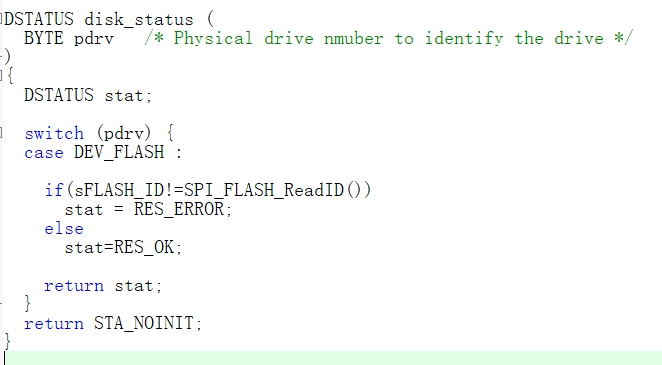 DSTATUS disk_status (
  BYTE pdrv   /* Physical drive nmuber to identify the drive */
)
{
  DSTATUS stat;
  switch (pdrv) {
  case DEV_FLASH :
    if(sFLASH_ID!=SPI_FLASH_ReadID())
      stat = RES_ERROR;
    else
      stat=RES_OK;
    return stat;
  }
  return STA_NOINIT;
}